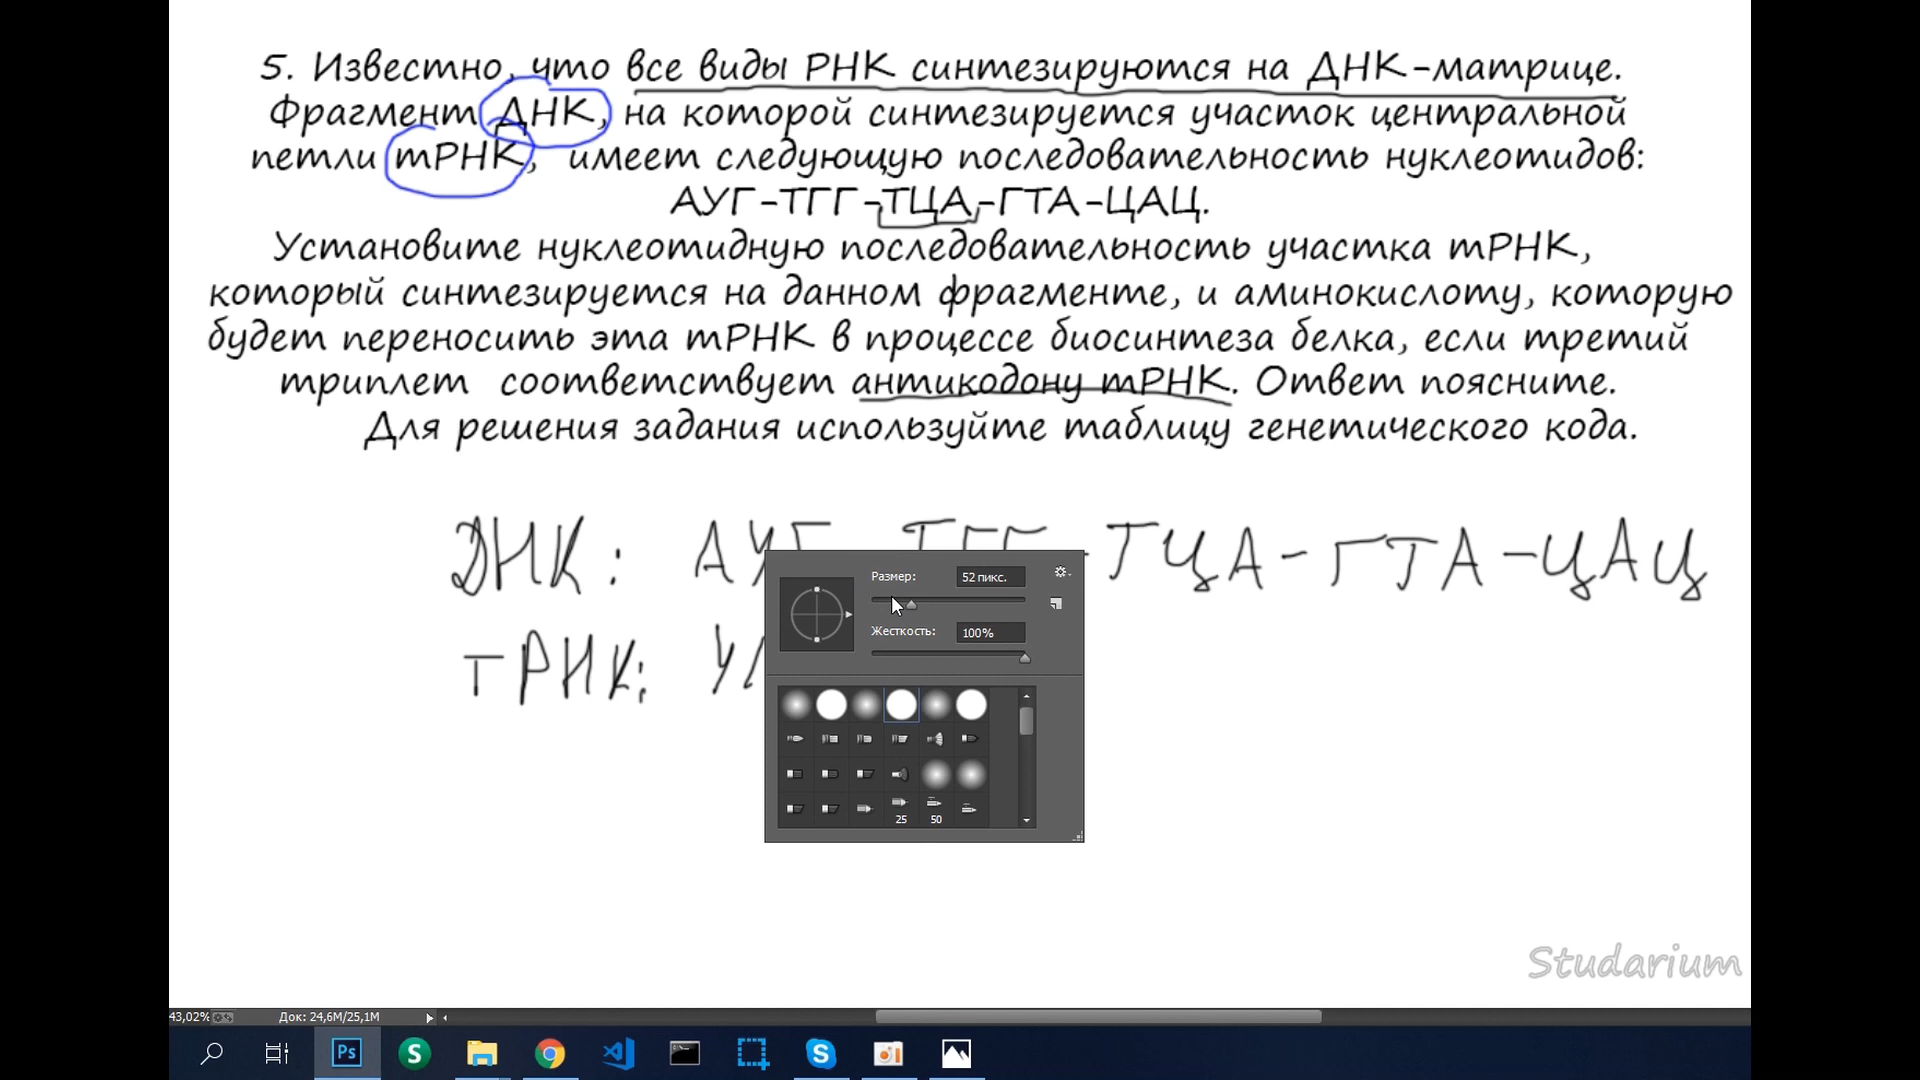 5. Известно, что все виды РНК синтезируются на ДНК-матрице.
Фрагмент ДНК, на которой синтезируется участок центральной
петли тРНК, имеет следующую последовательность нуклеотидов:
АУГ-ТГГ-ТЦА-ГТА-ЦАЦ.
Установите нуклеотидную последовательность участка тРНК,
который синтезируется на данном фрагменте, и аминокислоту, которую
будет переносить эта тРНК в процессе биосинтеза белка, если третий
триплет соответствует антикодону тРНК. Ответ поясните.
Для решения задания используйте таблицу генетического кода.
ДНК: АУГ ТГГ-ТЦА-ГТА-ЦАЦ
Размер: 52 пикс.
Жесткость: 100%
тРНК: У
25 50
Studarium
43,02% Док: 24,6M/25,1M
Ps S